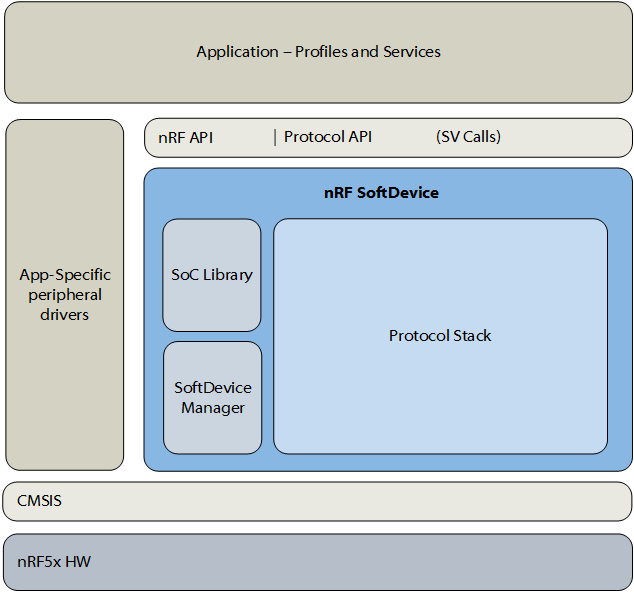 Application – Profiles and Services
nRF API | Protocol API (SV Calls)
nRF SoftDevice
App-Specific
peripheral
drivers
SoC Library
SoftDevice
Manager
Protocol Stack
CMSIS
nRF5x HW